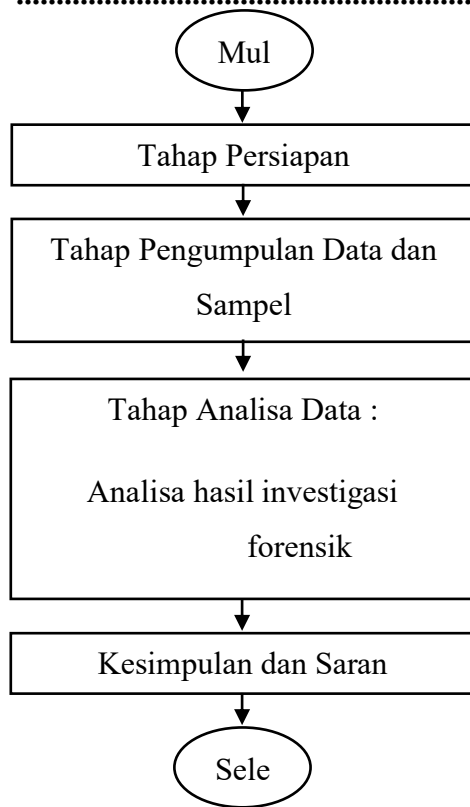 Mul
Tahap Persiapan
Tahap Pengumpulan Data dan
Sampel
Tahap Analisa Data :
Analisa hasil investigasi
forensik
Kesimpulan dan Saran
Sele